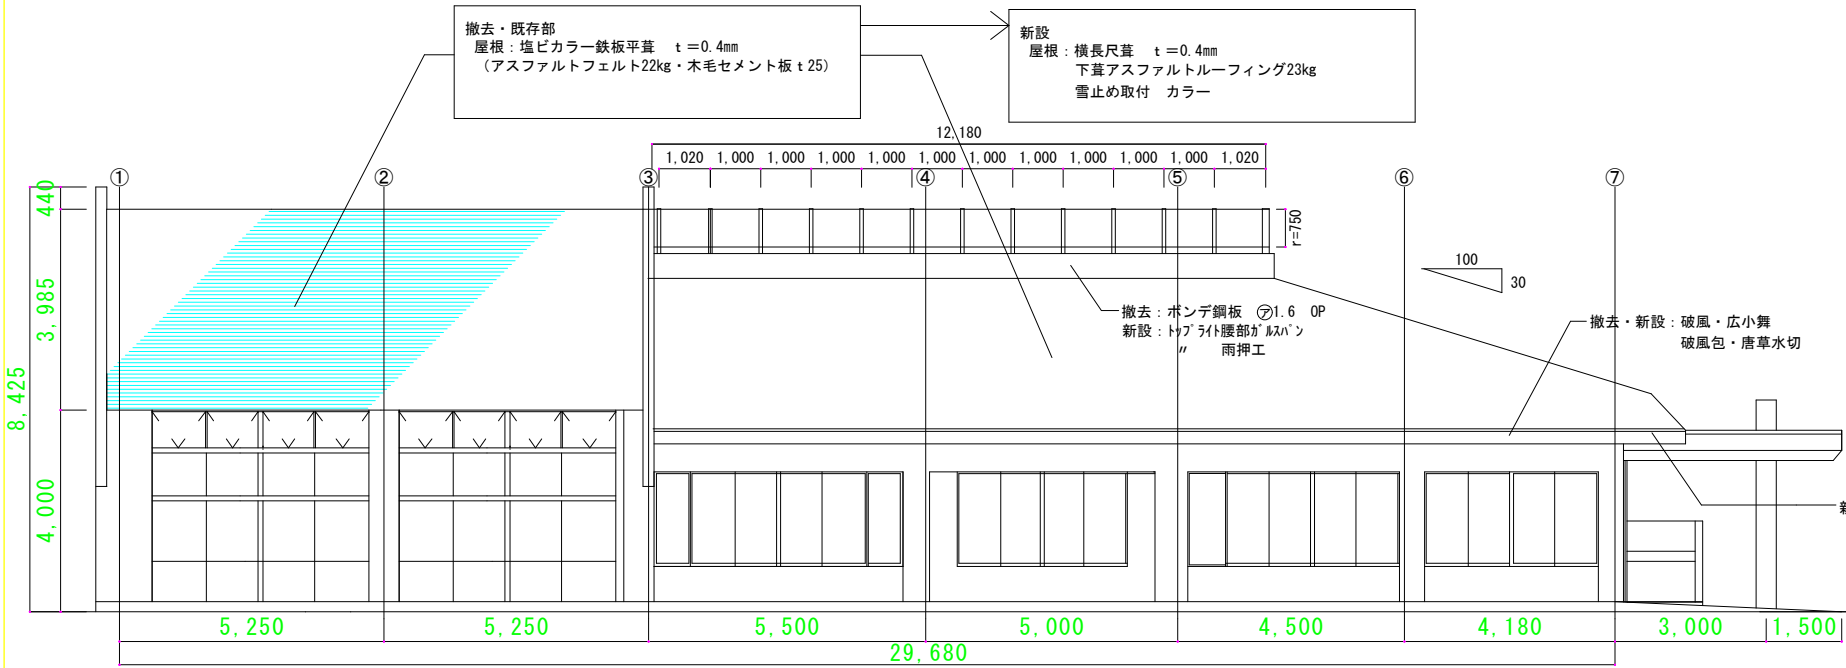 撤去・既存部
屋根：塩ビカラー鉄板平葺　ｔ＝0.4㎜
（アスファルトフェルト22kg・木毛セメント板ｔ25）
新設
屋根：横長尺葺　ｔ＝0.4㎜
下葺アスファルトルーフィング23kg
雪止め取付　カラー
12,180
1,020 1,000 1,000 1,000 1,000 1,000 1,000 1,000 1,000 1,000 1,000 1,020
① ② ③ ④ ⑤ ⑥ ⑦
440
3,985
4,000
8,425
r=750
100
30
撤去：ボンデ鋼板　㋐1.6　OP
新設：ﾄｯﾌﾟﾗｲﾄ腰部ｶﾞﾙｽﾊﾟﾝ
〃　雨押工
撤去・新設：破風・広小舞
破風包・唐草水切
5,250 5,250 5,500 5,000 4,500 4,180 3,000 1,500
29,680